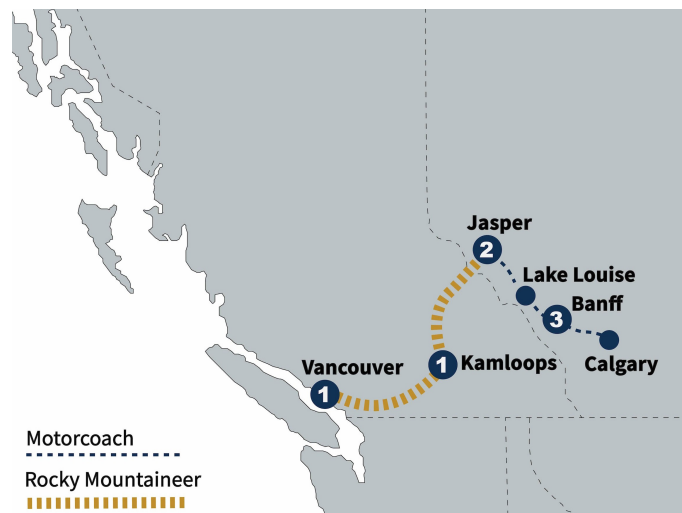 Jasper
2
Lake Louise
Banff
3
Vancouver
1
Kamloops
1
Calgary
Motorcoach
Rocky Mountaineer